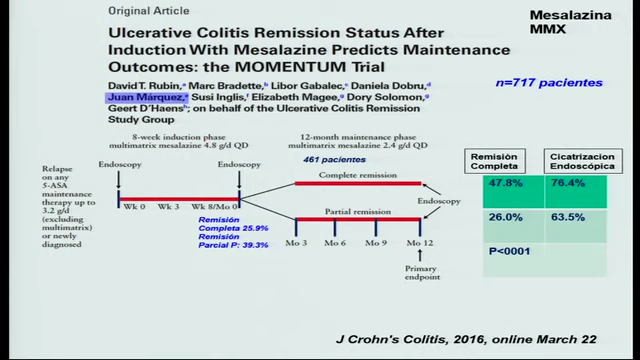 Original Article
Mesalazina
MMX
Ulcerative Colitis Remission Status After
Induction With Mesalazine Predicts Maintenance
Outcomes: the MOMENTUM Trial
David T. Rubin,a Marc Bradette,b Libor Gabalec,c Daniela Dobru,d
Juan Márquez,e Susi Inglis,f Elizabeth Magee,g Dory Solomon,g
Geert D´Haensh; on behalf of the Ulcerative Colitis Remission
Study Group
n=717 pacientes
8-week induction phase
multimatrix mesalazine 4.8 g/d QD
12-month maintenance phase
multimatrix mesalazine 2.4 g/d QD
461 pacientes
Relapse
on any
5-ASA
maintenance
therapy up to
3.2 g/d
(excluding
multimatrix)
or newly
diagnosed
Endoscopy
Endoscopy
Wk 0 Wk 3 Wk 8/Mo 0
Remisión
Completa 25.9%
Remisión
Parcial P: 39.3%
Complete remission
Partial remission
Endoscopy
Mo 3 Mo 6 Mo 9 Mo 12
Primary
endpoint
Remisión
Completa
Cicatrizacion
Endoscópica
47.8% 76.4%
26.0% 63.5%
P<0001
J Crohn's Colitis, 2016, online March 22